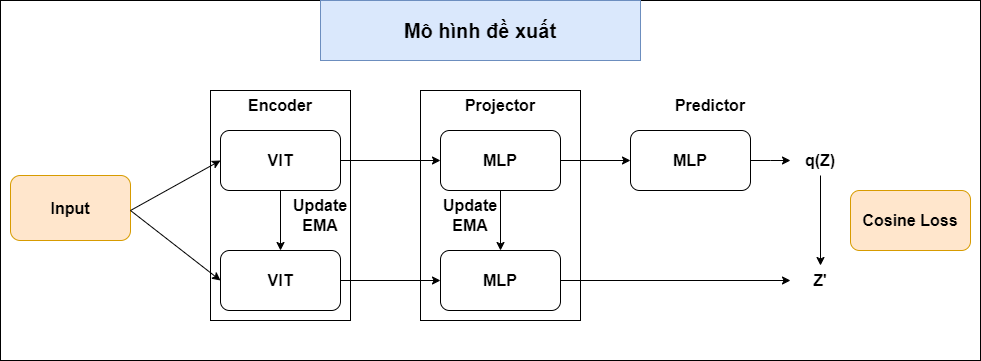 Mô hình đề xuất
Encoder
Projector
Predictor
VIT
MLP
MLP
q(Z)
Input
Update
EMA
Update
EMA
Cosine Loss
VIT
MLP
Z'